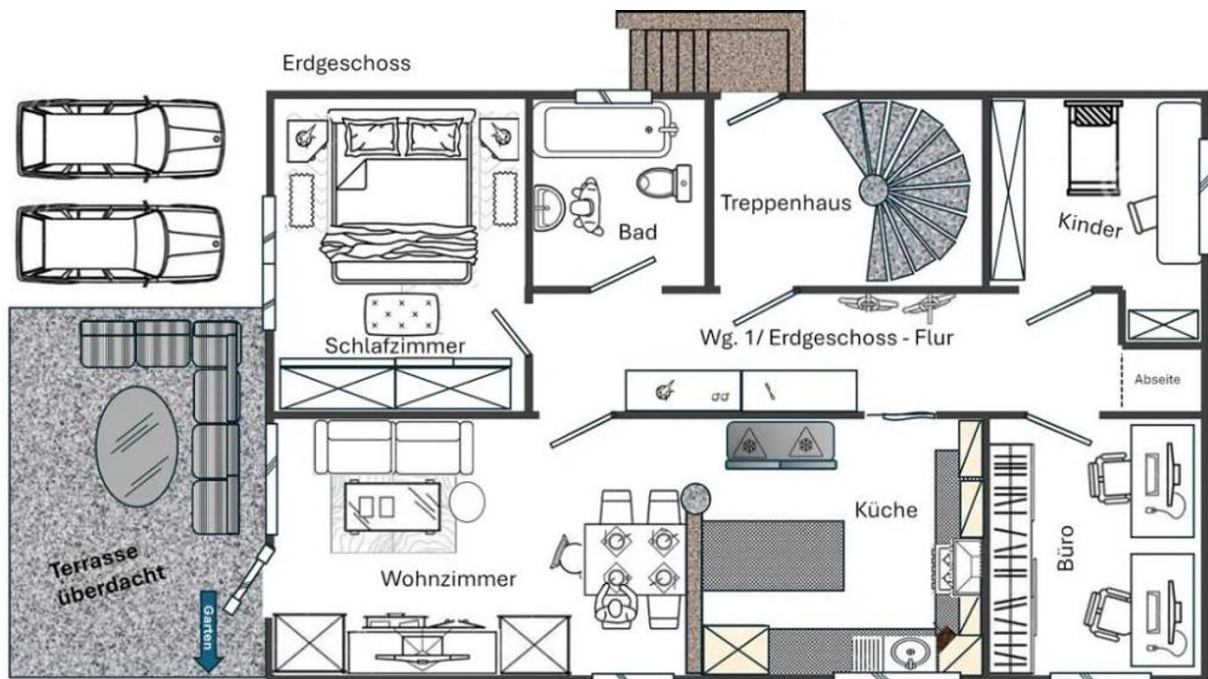 Erdgeschoss
Treppenhaus
Bad
Kinder
Schlafzimmer
Wg. 1/ Erdgeschoss - Flur
Abseite
Küche
Büro
Wohnzimmer
Terrasse
überdacht
Garten